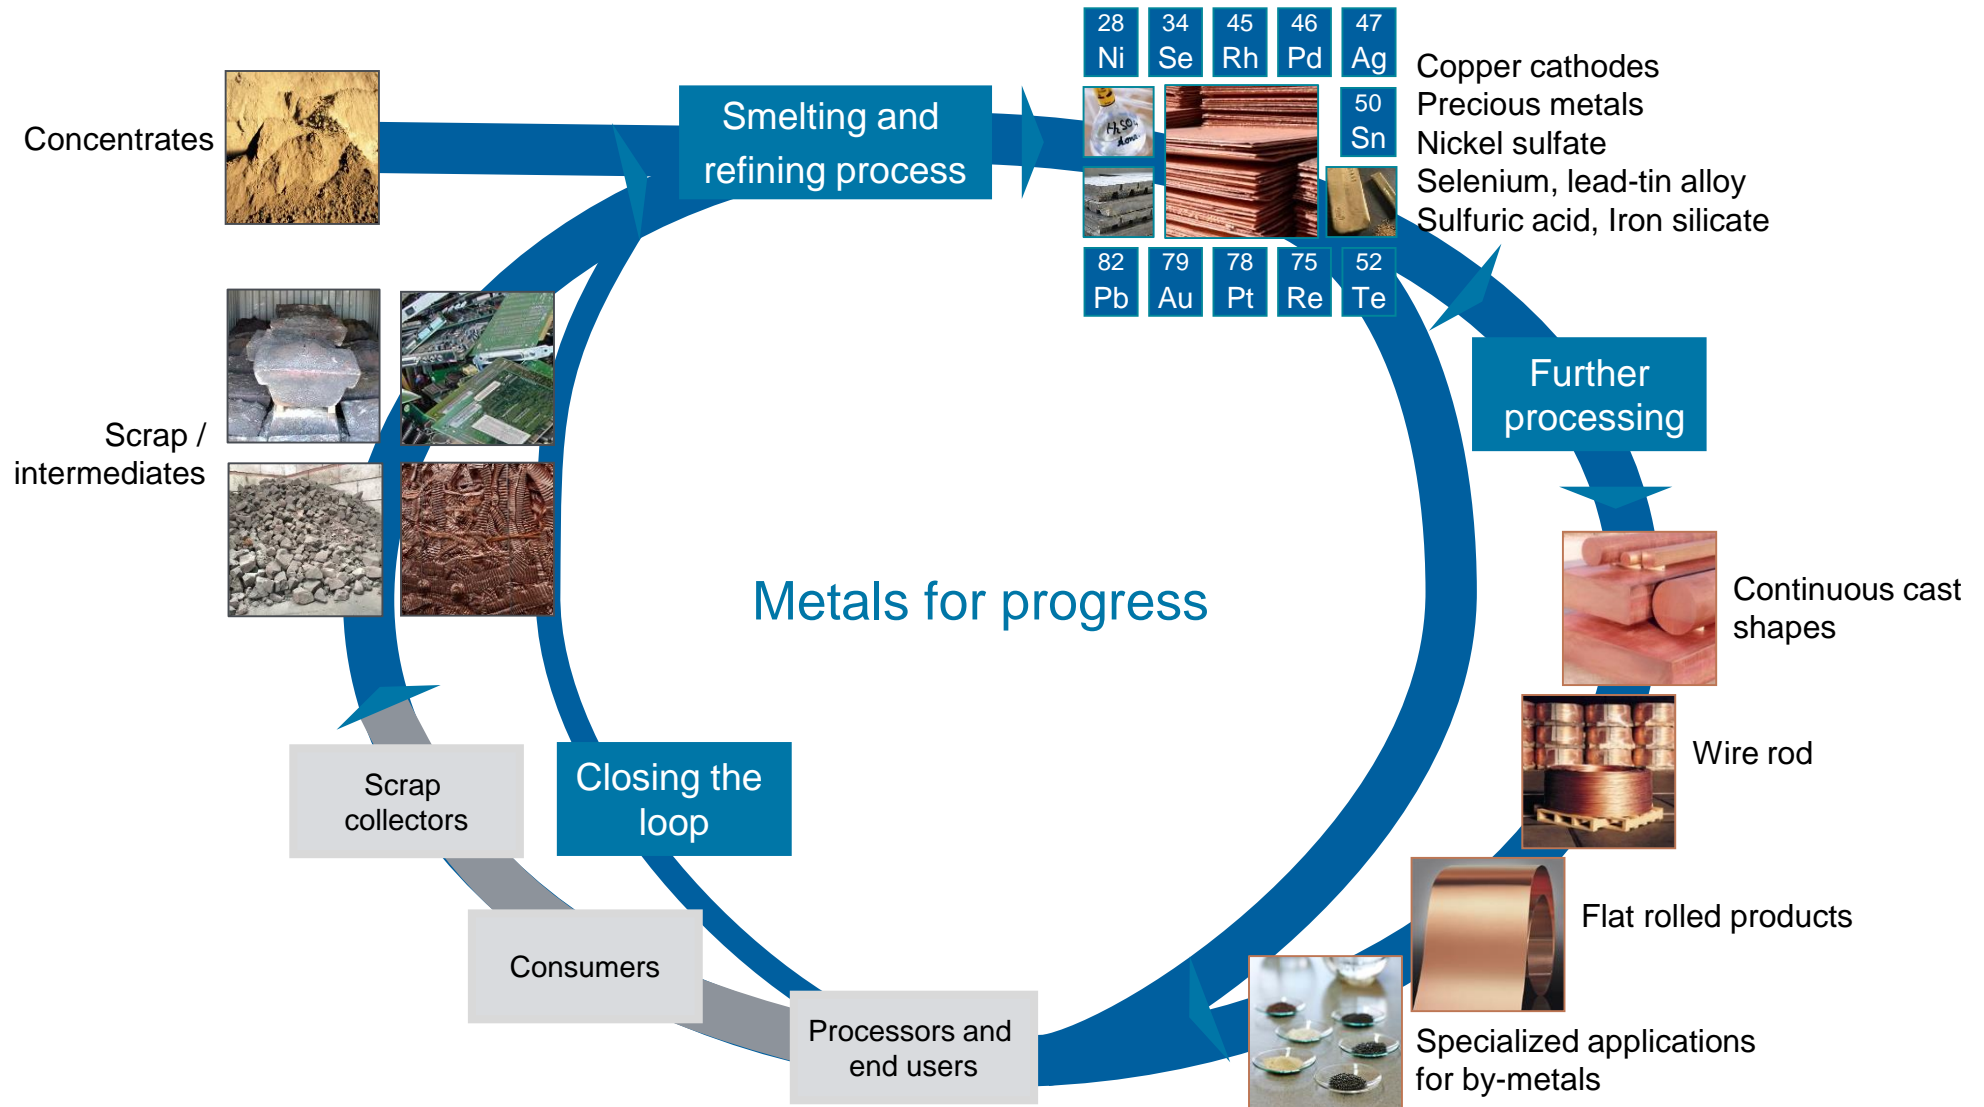 28
Ni
34
Se
45
Rh
46
Pd
47
Ag
50
Sn
H₂SO₄
Copper cathodes
Precious metals
Nickel sulfate
Selenium, lead-tin alloy
Sulfuric acid, Iron silicate
82
Pb
79
Au
78
Pt
75
Re
52
Te
Concentrates
Smelting and
refining process
Further
processing
Scrap /
intermediates
Metals for progress
Continuous cast
shapes
Wire rod
Flat rolled products
Specialized applications
for by-metals
Processors and
end users
Consumers
Scrap
collectors
Closing the
loop